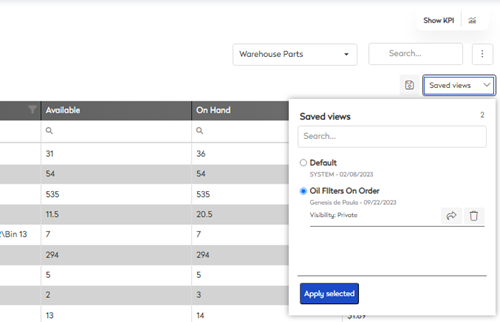 Show KPI
Warehouse Parts Search...
Saved views
Available On Hand
31 36
54 54
535 535
11.5 20.5
\Bin 13 7 7
294 294
5 5
2 3
13 14 $1.69
Saved views 2
Search...
Default
SYSTEM - 02/08/2023
Oil FIlters On Order
Genesis de Paula - 09/22/2023
Visibility: Private
Apply selected